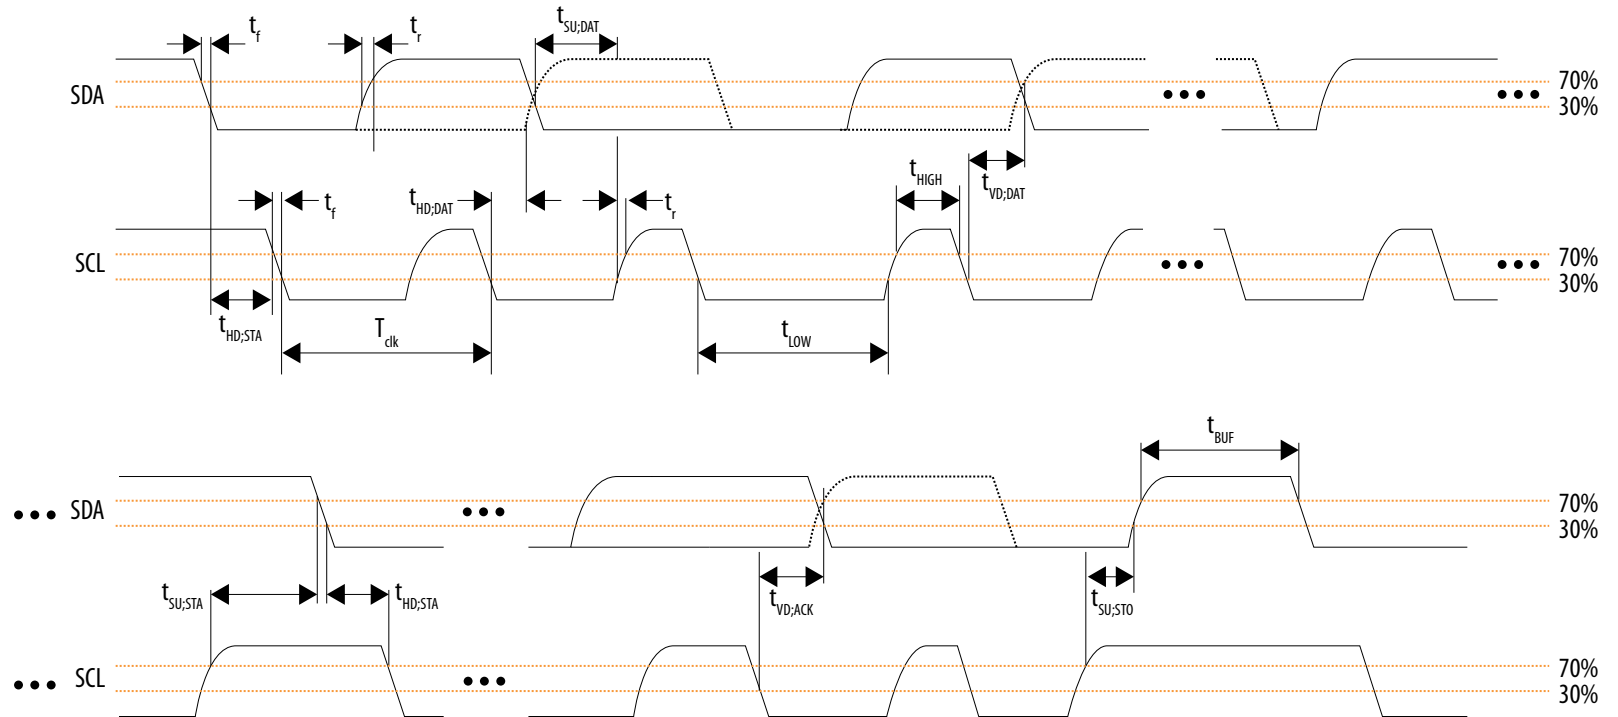 t_f t_r t_SU;DAT
SDA 70%
30%
t_HIGH t_VD;DAT
t_f t_HD;DAT t_r
SCL 70%
30%
t_HD;STA T_clk t_LOW
t_BUF
SDA 70%
30%
t_SU;STA t_HD;STA t_VD;ACK t_SU;STO
SCL 70%
30%